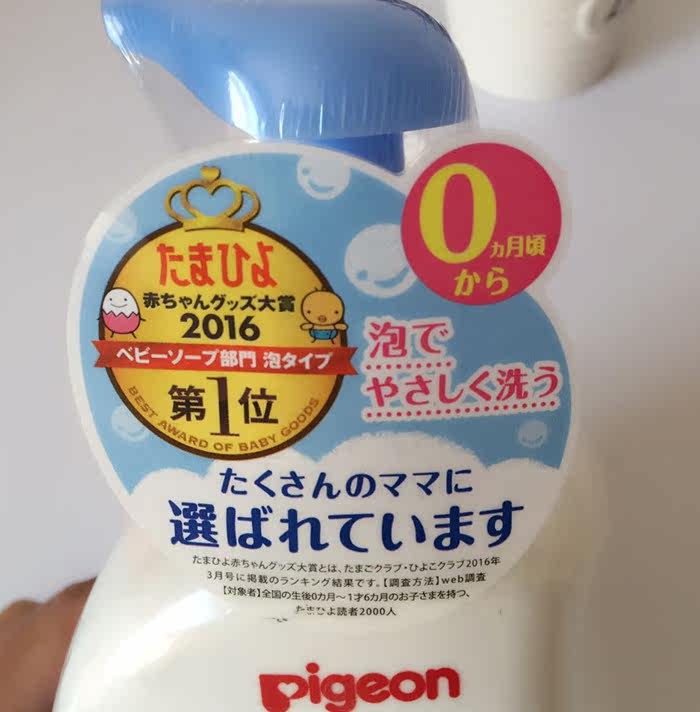 たまひよ
赤ちゃんグッズ大賞
2016
ベビーソープ部門 泡タイプ
第1位
BEST AWARD OF BABY GOODS
0ヵ月頃
から
泡で
やさしく洗う
たくさんのママに
選ばれています
たまひよ赤ちゃんグッズ大賞とは、たまごクラブ・ひよこクラブ2016年
3月号に掲載のランキング結果です。【調査方法】web調査
【対象者】全国の生後0カ月〜1才6カ月のお子さまを持つ、
たまひよ読者2000人
pigeon